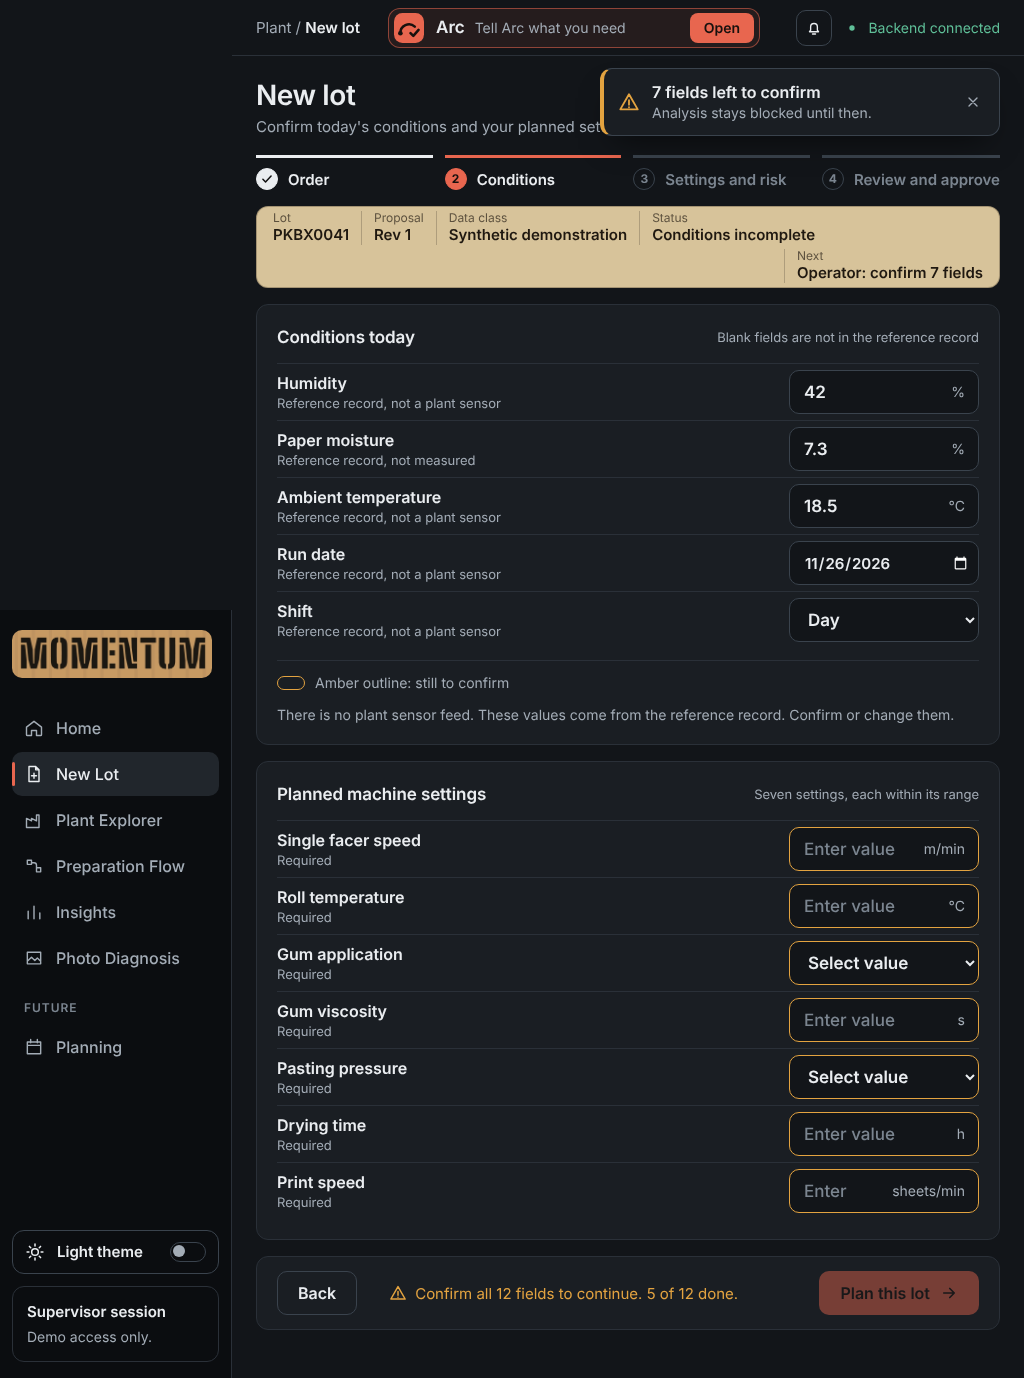 Plant / New lot
Arc Tell Arc what you need Open
Backend connected
New lot
Confirm today's conditions and your planned set
7 fields left to confirm
Analysis stays blocked until then.
Order
2 Conditions
3 Settings and risk
4 Review and approve
Lot
PKBX0041
Proposal
Rev 1
Data class
Synthetic demonstration
Status
Conditions incomplete
Next
Operator: confirm 7 fields
Conditions today
Blank fields are not in the reference record
Humidity
Reference record, not a plant sensor
42 %
Paper moisture
Reference record, not measured
7.3 %
Ambient temperature
Reference record, not a plant sensor
18.5 °C
Run date
Reference record, not a plant sensor
11/26/2026
Shift
Reference record, not a plant sensor
Day
Amber outline: still to confirm
There is no plant sensor feed. These values come from the reference record. Confirm or change them.
Planned machine settings
Seven settings, each within its range
Single facer speed
Required
Enter value m/min
Roll temperature
Required
Enter value °C
Gum application
Required
Select value
Gum viscosity
Required
Enter value s
Pasting pressure
Required
Select value
Drying time
Required
Enter value h
Print speed
Required
Enter sheets/min
Back
Confirm all 12 fields to continue. 5 of 12 done.
Plan this lot
MOMENTUM
Home
New Lot
Plant Explorer
Preparation Flow
Insights
Photo Diagnosis
FUTURE
Planning
Light theme
Supervisor session
Demo access only.